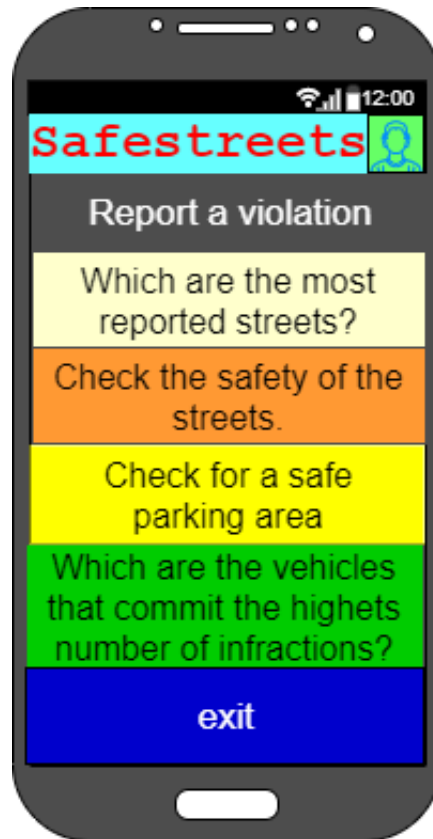 12:00
Safestreets
Report a violation
Which are the most
reported streets?
Check the safety of the
streets.
Check for a safe
parking area
Which are the vehicles
that commit the highets
number of infractions?
exit